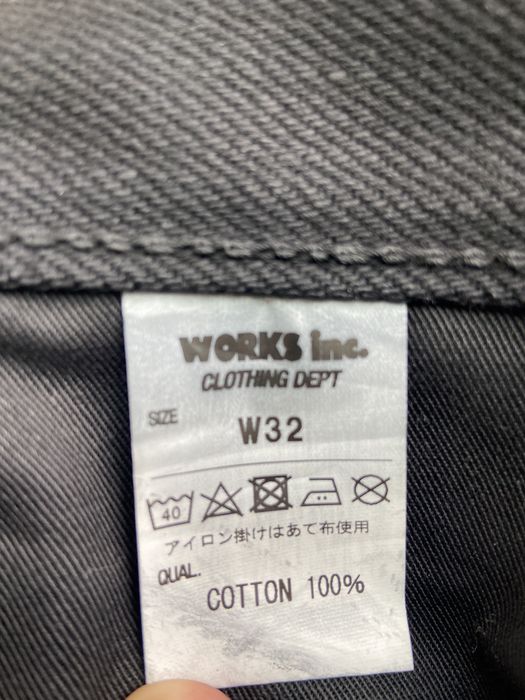 WORKS inc.
CLOTHING DEPT
SIZE
W32
40
アイロン掛けはあて布使用
QUAL.
COTTON 100%